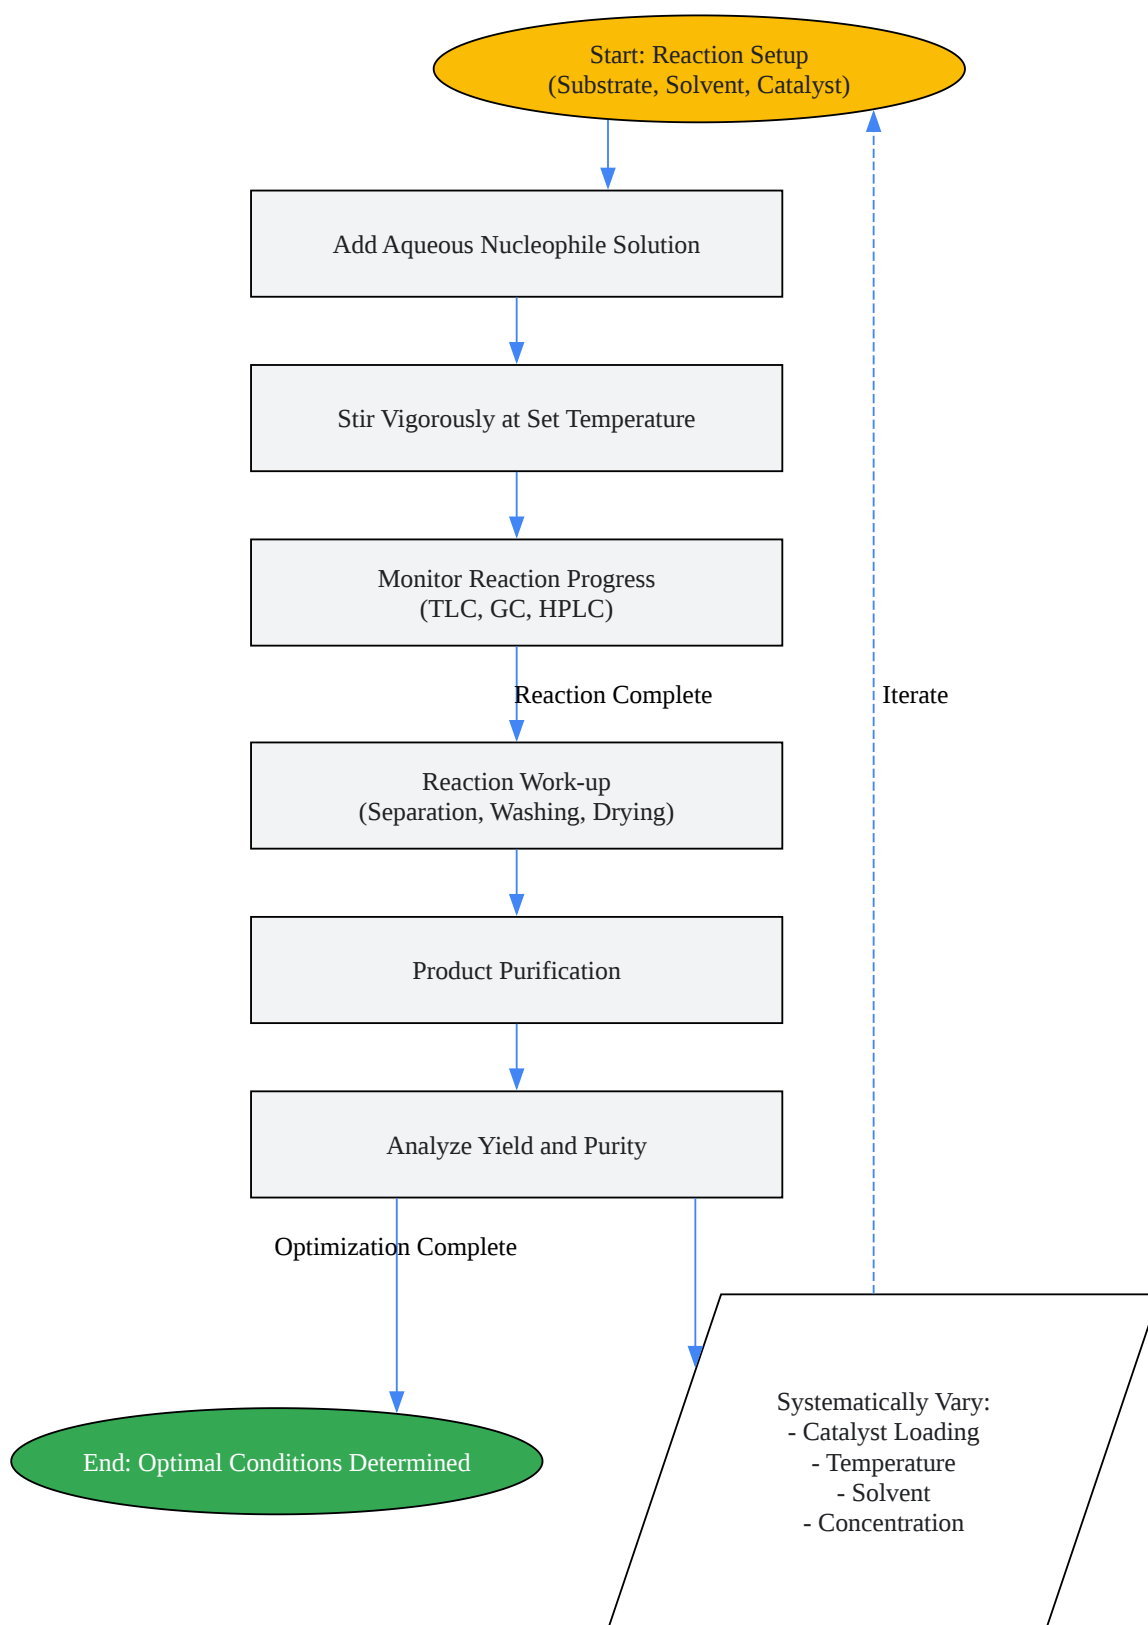 Start: Reaction Setup
(Substrate, Solvent, Catalyst)
Add Aqueous Nucleophile Solution
Stir Vigorously at Set Temperature
Monitor Reaction Progress
(TLC, GC, HPLC)
Reaction Complete
Iterate
Reaction Work-up
(Separation, Washing, Drying)
Product Purification
Analyze Yield and Purity
Optimization Complete
End: Optimal Conditions Determined
Systematically Vary:
- Catalyst Loading
- Temperature
- Solvent
- Concentration